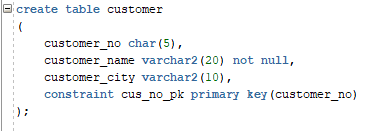 create table customer
(
customer_no char(5),
customer_name varchar2(20) not null,
customer_city varchar2(10),
constraint cus_no_pk primary key(customer_no)
);